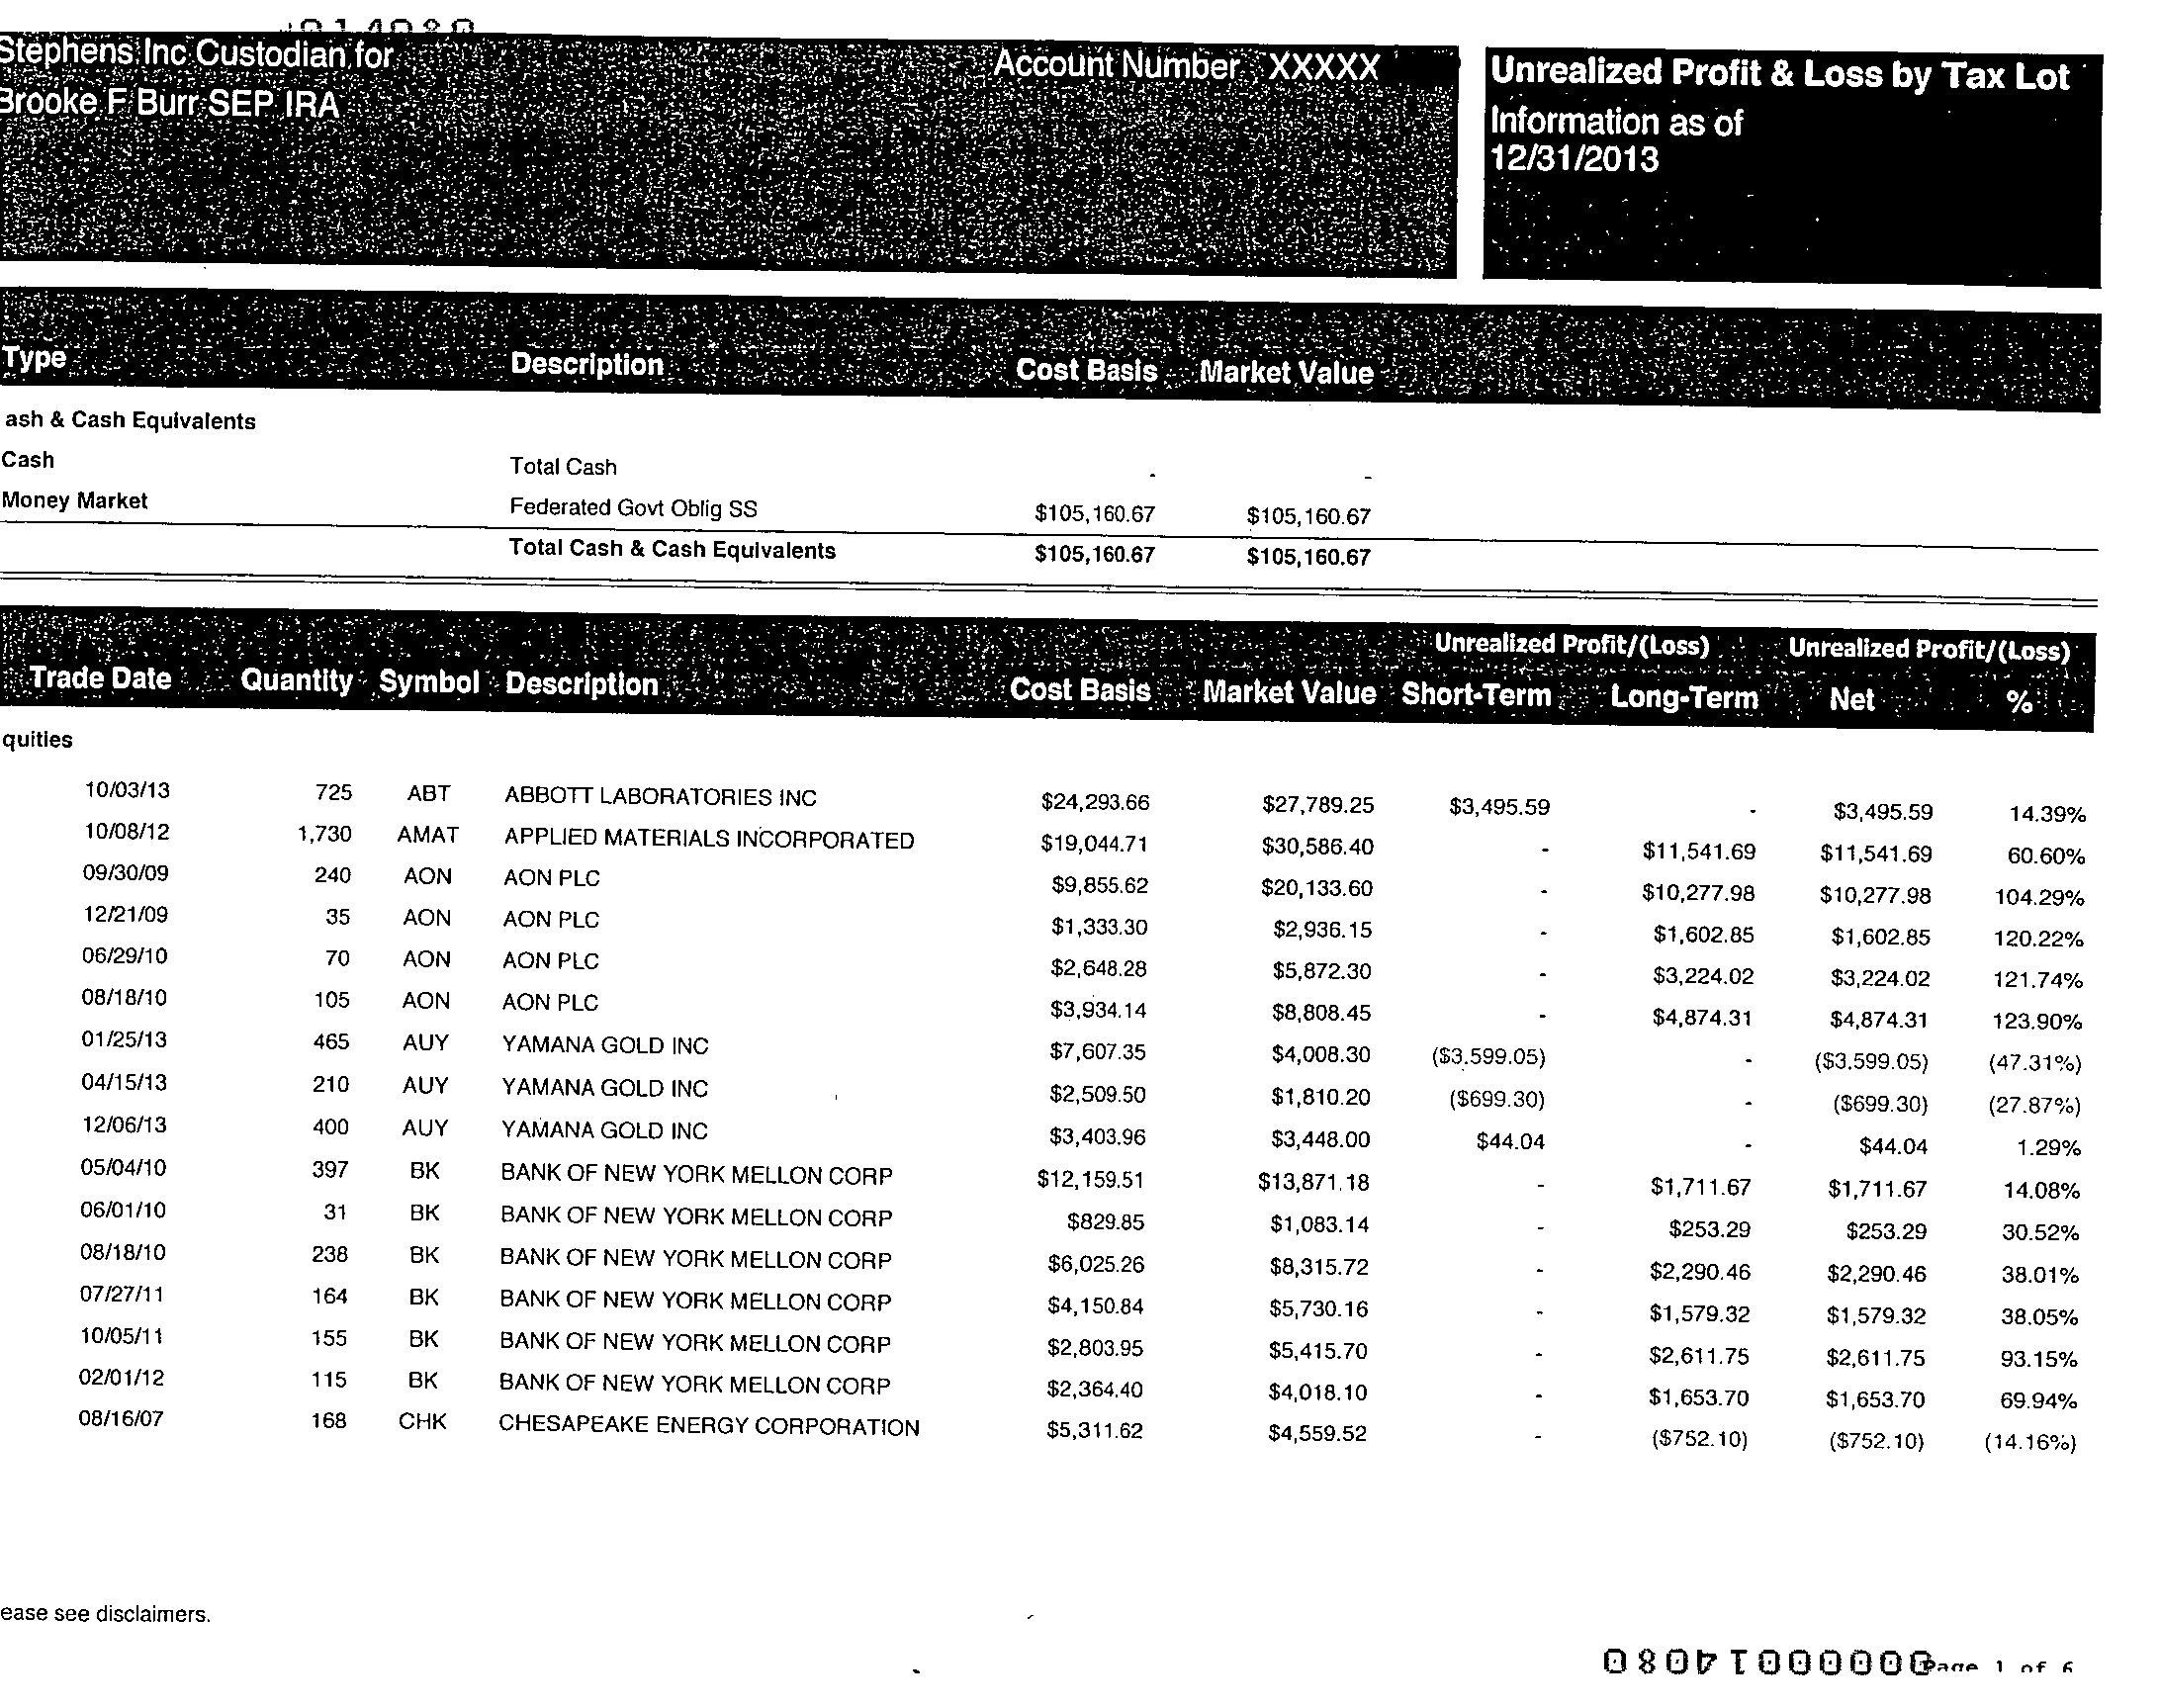 Stephens Inc Custodian for Account Number XXXXX Unrealized Profit & Loss by Tax Lot
Brooke F Burr SEP IRA Information as of
12/31/2013
Type Description Cost Basis Market Value
ash & Cash Equivalents
Cash Total Cash - -
Money Market Federated Govt Oblig SS $105,160.67 $105,160.67
Total Cash & Cash Equivalents $105,160.67 $105,160.67
Unrealized Profit/(Loss) Unrealized Profit/(Loss)
Trade Date Quantity Symbol Description Cost Basis Market Value Short-Term Long-Term Net %
quities
10/03/13 725 ABT ABBOTT LABORATORIES INC $24,293.66 $27,789.25 $3,495.59 - $3,495.59 14.39%
10/08/12 1,730 AMAT APPLIED MATERIALS INCORPORATED $19,044.71 $30,586.40 - $11,541.69 $11,541.69 60.60%
09/30/09 240 AON AON PLC $9,855.62 $20,133.60 - $10,277.98 $10,277.98 104.29%
12/21/09 35 AON AON PLC $1,333.30 $2,936.15 - $1,602.85 $1,602.85 120.22%
06/29/10 70 AON AON PLC $2,648.28 $5,872.30 - $3,224.02 $3,224.02 121.74%
08/18/10 105 AON AON PLC $3,934.14 $8,808.45 - $4,874.31 $4,874.31 123.90%
01/25/13 465 AUY YAMANA GOLD INC $7,607.35 $4,008.30 ($3,599.05) - ($3,599.05) (47.31%)
04/15/13 210 AUY YAMANA GOLD INC $2,509.50 $1,810.20 ($699.30) - ($699.30) (27.87%)
12/06/13 400 AUY YAMANA GOLD INC $3,403.96 $3,448.00 $44.04 - $44.04 1.29%
05/04/10 397 BK BANK OF NEW YORK MELLON CORP $12,159.51 $13,871.18 - $1,711.67 $1,711.67 14.08%
06/01/10 31 BK BANK OF NEW YORK MELLON CORP $829.85 $1,083.14 - $253.29 $253.29 30.52%
08/18/10 238 BK BANK OF NEW YORK MELLON CORP $6,025.26 $8,315.72 - $2,290.46 $2,290.46 38.01%
07/27/11 164 BK BANK OF NEW YORK MELLON CORP $4,150.84 $5,730.16 - $1,579.32 $1,579.32 38.05%
10/05/11 155 BK BANK OF NEW YORK MELLON CORP $2,803.95 $5,415.70 - $2,611.75 $2,611.75 93.15%
02/01/12 115 BK BANK OF NEW YORK MELLON CORP $2,364.40 $4,018.10 - $1,653.70 $1,653.70 69.94%
08/16/07 168 CHK CHESAPEAKE ENERGY CORPORATION $5,311.62 $4,559.52 - ($752.10) ($752.10) (14.16%)
ease see disclaimers.
00000014080 Page 1 of 6